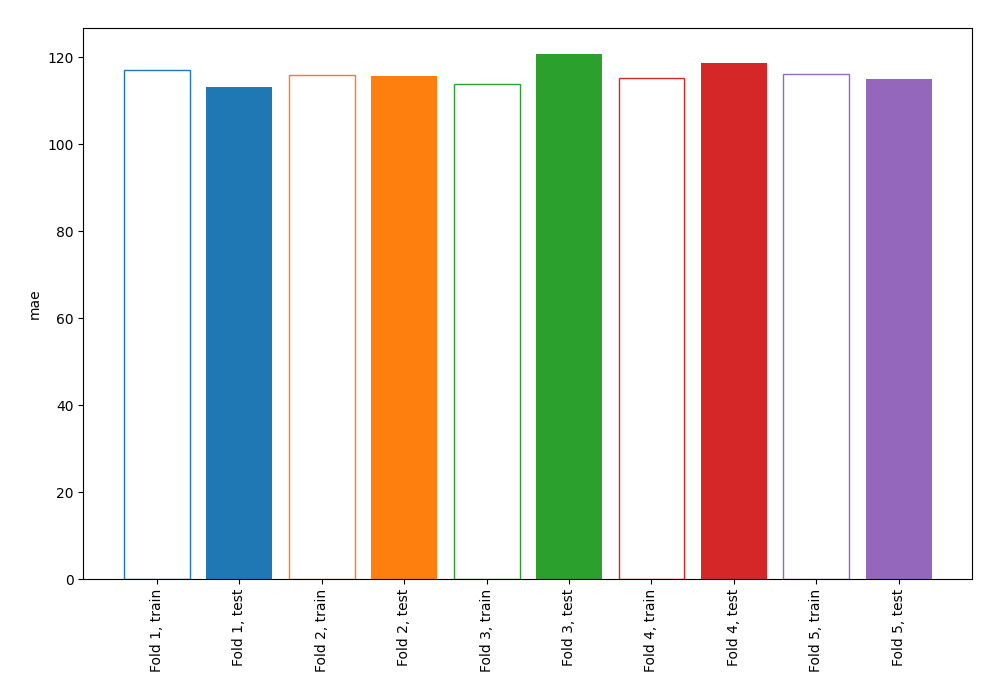 120
100
80
60
40
20
0
mae
Fold 1, train
Fold 1, test
Fold 2, train
Fold 2, test
Fold 3, train
Fold 3, test
Fold 4, train
Fold 4, test
Fold 5, train
Fold 5, test